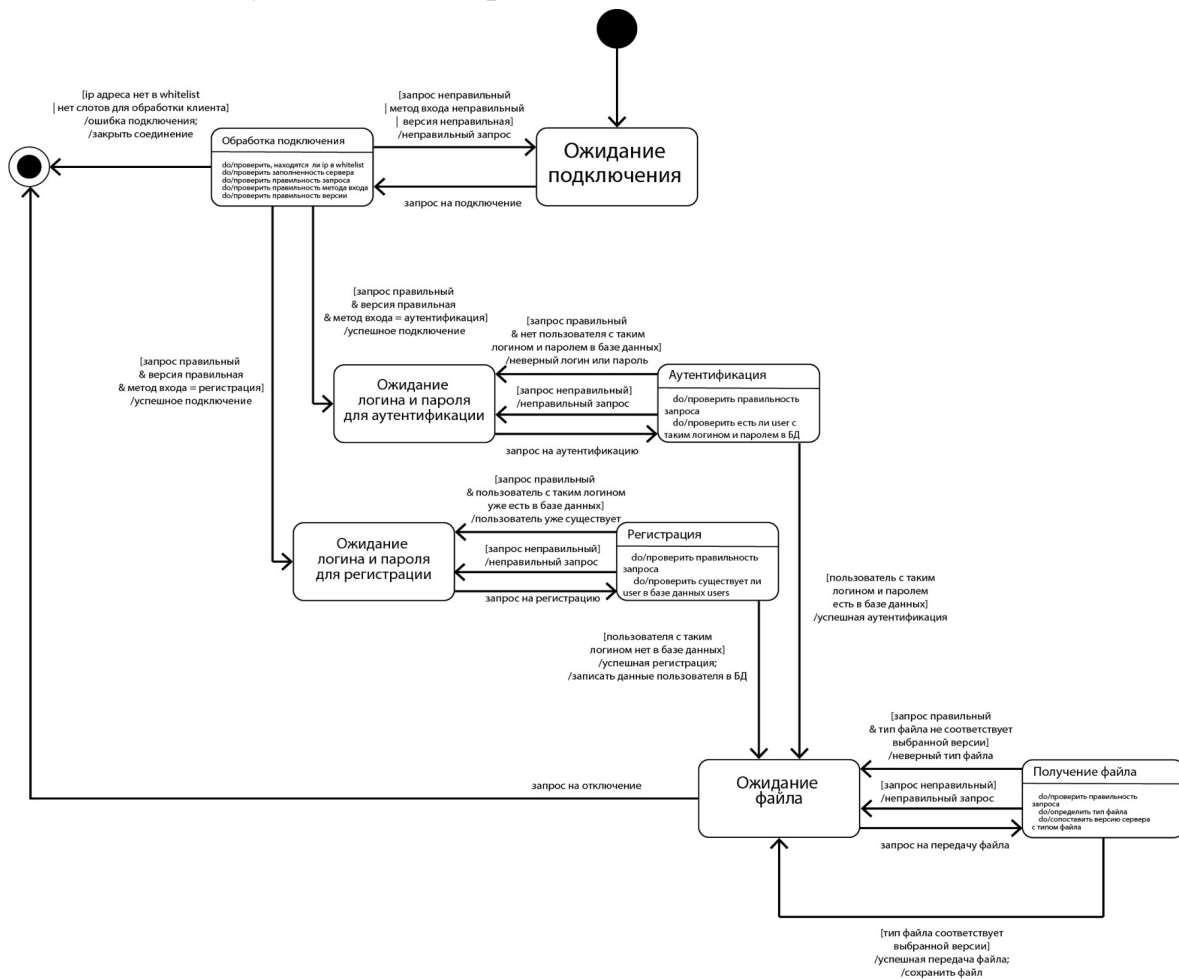 [ip адреса нет в whitelist
| нет слотов для обработки клиента]
/ошибка подключения;
/закрыть соединение
[запрос неправильный
| метод входа неправильный
| версия неправильная]
/неправильный запрос
Обработка подключения
do/проверить, находятся ли ip в whitelist
do/проверить заполненность сервера
do/проверить правильность запроса
do/проверить правильность метода входа
do/проверить правильность версии
Ожидание
подключения
запрос на подключение
[запрос правильный
& версия правильная
& метод входа = аутентификация]
/успешное подключение
[запрос правильный
& версия правильная
& метод входа = регистрация]
/успешное подключение
[запрос правильный
& нет пользователя с таким
логином и паролем в базе данных]
/неверный логин или пароль
Ожидание
логина и пароля
для аутентификации
[запрос неправильный]
/неправильный запрос
Аутентификация
do/проверить правильность
запроса
do/проверить есть ли user с
таким логином и паролем в БД
запрос на аутентификацию
[запрос правильный
& пользователь с таким логином
уже есть в базе данных]
/пользователь уже существует
Ожидание
логина и пароля
для регистрации
[запрос неправильный]
/неправильный запрос
Регистрация
do/проверить правильность
запроса
do/проверить существует ли
user в базе данных users
запрос на регистрацию
[пользователь с таким
логином и паролем
есть в базе данных]
/успешная аутентификация
[пользователя с таким
логином нет в базе данных]
/успешная регистрация;
/записать данные пользователя в БД
[запрос правильный
& тип файла не соответствует
выбранной версии]
/неверный тип файла
запрос на отключение
Ожидание
файла
[запрос неправильный]
/неправильный запрос
Получение файла
do/проверить правильность
запроса
do/определить тип файла
do/сопоставить версию сервера
с типом файла
запрос на передачу файла
[тип файла соответствует
выбранной версии]
/успешная передача файла;
/сохранить файл